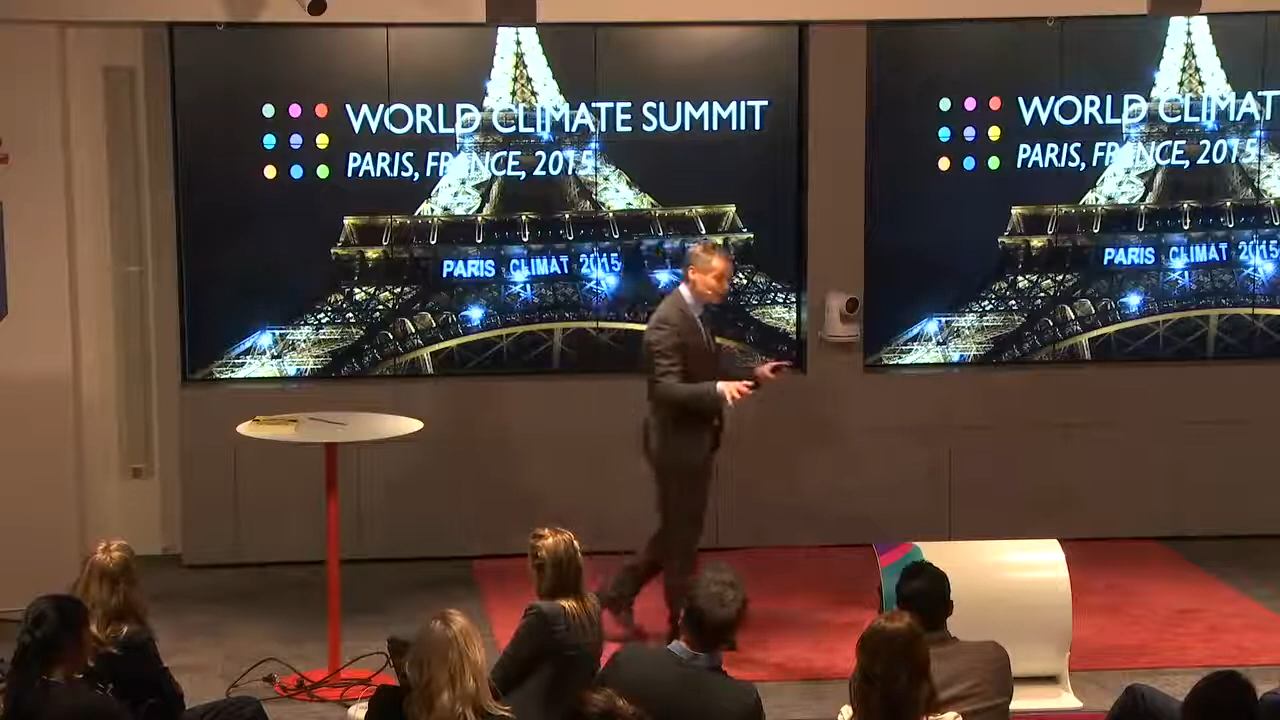 WORLD CLIMATE SUMMIT
PARIS, FRANCE, 2015
PARIS CLIMAT 2015
WORLD CLIMAT
PARIS, FRANCE, 2015
PARIS CLIMAT 2015